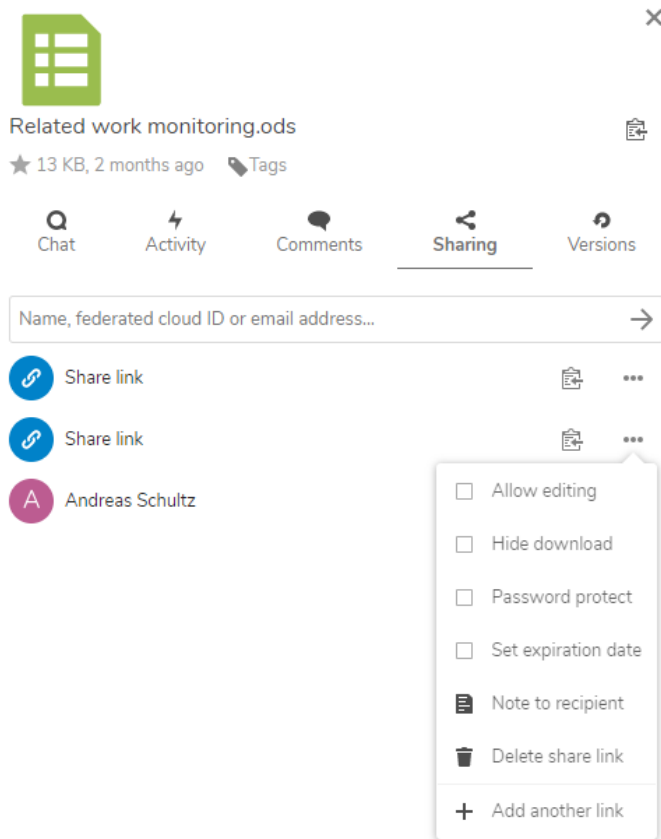 Related work monitoring.ods
13 KB, 2 months ago Tags
Chat Activity Comments Sharing Versions
Name, federated cloud ID or email address...
Share link
Share link
A Andreas Schultz
Allow editing
Hide download
Password protect
Set expiration date
Note to recipient
Delete share link
Add another link